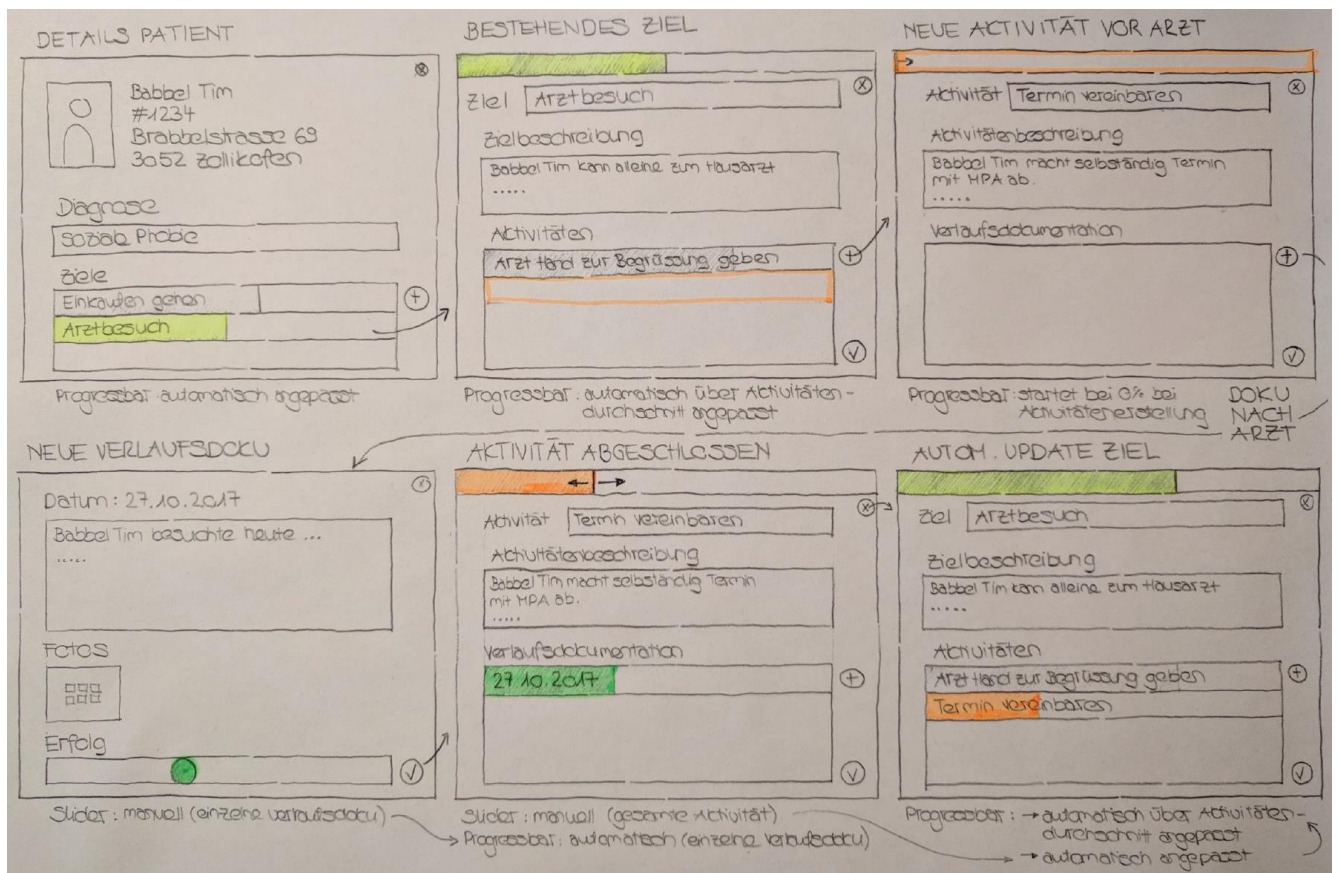 DETAILS PATIENT
Babbel Tim
#1234
Brabbelstrasse 69
3052 Zollikofen
Diagnose
Soziale Phobie
Ziele
Einkaufen gehen
+
Arztbesuch
Progressbar: automatisch angepasst
BESTEHENDES ZIEL
Ziel Arztbesuch
Zielbeschreibung
Babbel Tim kann alleine zum Hausarzt
.....
Aktivitäten
Arzt Hand zur Begrüssung geben
+
Progressbar: automatisch über Aktivitäten-
durchschnitt angepasst
NEUE AKTIVITÄT VOR ARZT
Aktivität Termin vereinbaren
Aktivitätenbeschreibung
Babbel Tim macht selbständig Termin
mit MPA ab.
.....
Verlaufsdokumentation
+
Progressbar: startet bei 0% bei
Aktivitätenerstellung
DOKU
NACH
ARZT
NEUE VERLAUFSDOKU
Datum: 27.10.2017
Babbel Tim besuchte heute ...
.....
Fotos
Erfolg
Slider: manuell (einzelne Verlaufsdoku)
AKTIVITÄT ABGESCHLOSSEN
Aktivität Termin vereinbaren
Aktivitätenbeschreibung
Babbel Tim macht selbständig Termin
mit MPA ab.
.....
Verlaufsdokumentation
27.10.2017
+
Slider: manuell (gesamte Aktivität)
Progressbar: automatisch (einzelne Verlaufsdoku)
AUTOM. UPDATE ZIEL
Ziel Arztbesuch
Zielbeschreibung
Babbel Tim kann alleine zum Hausarzt
.....
Aktivitäten
Arzt Hand zur Begrüssung geben
+
Termin vereinbaren
Progressbar: → automatisch über Aktivitäten-
durchschnitt angepasst
→ automatisch angepasst